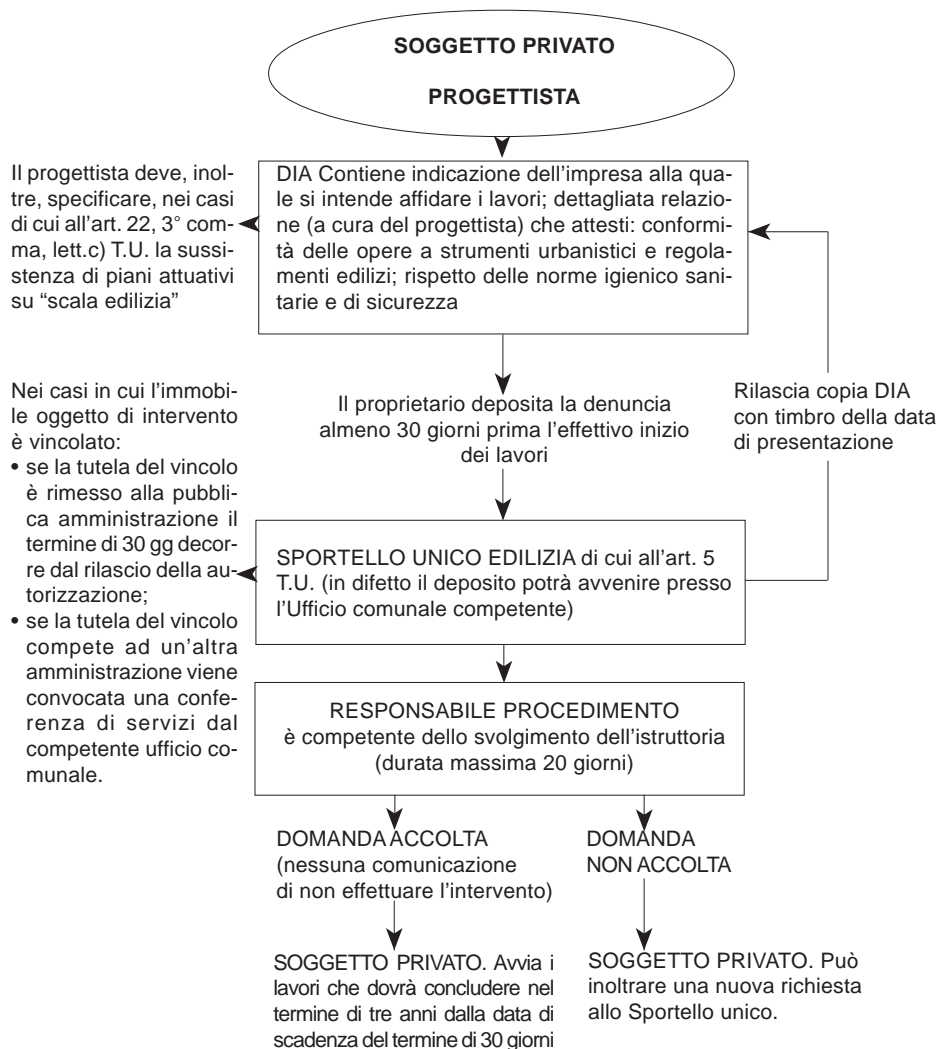 SOGGETTO PRIVATO
PROGETTISTA
Il progettista deve, inol-
tre, specificare, nei casi
di cui all'art. 22, 3° com-
ma, lett.c) T.U. la sussi-
stenza di piani attuativi
su “scala edilizia”
DIA Contiene indicazione dell'impresa alla qua-
le si intende affidare i lavori; dettagliata relazio-
ne (a cura del progettista) che attesti: conformi-
tà delle opere a strumenti urbanistici e regola-
menti edilizi; rispetto delle norme igienico sani-
tarie e di sicurezza
Nei casi in cui l'immobi-
le oggetto di intervento
è vincolato:
• se la tutela del vincolo
è rimesso alla pubbli-
ca amministrazione il
termine di 30 gg decor-
re dal rilascio della au-
torizzazione;
• se la tutela del vincolo
compete ad un'altra
amministrazione viene
convocata una confe-
renza di servizi dal
competente ufficio co-
munale.
Il proprietario deposita la denuncia
almeno 30 giorni prima l'effettivo inizio
dei lavori
Rilascia copia DIA
con timbro della data
di presentazione
SPORTELLO UNICO EDILIZIA di cui all'art. 5
T.U. (in difetto il deposito potrà avvenire presso
l'Ufficio comunale competente)
RESPONSABILE PROCEDIMENTO
è competente dello svolgimento dell'istruttoria
(durata massima 20 giorni)
DOMANDA ACCOLTA
(nessuna comunicazione
di non effettuare l'intervento)
DOMANDA
NON ACCOLTA
SOGGETTO PRIVATO. Avvia i
lavori che dovrà concludere nel
termine di tre anni dalla data di
scadenza del termine di 30 giorni
SOGGETTO PRIVATO. Può
inoltrare una nuova richiesta
allo Sportello unico.